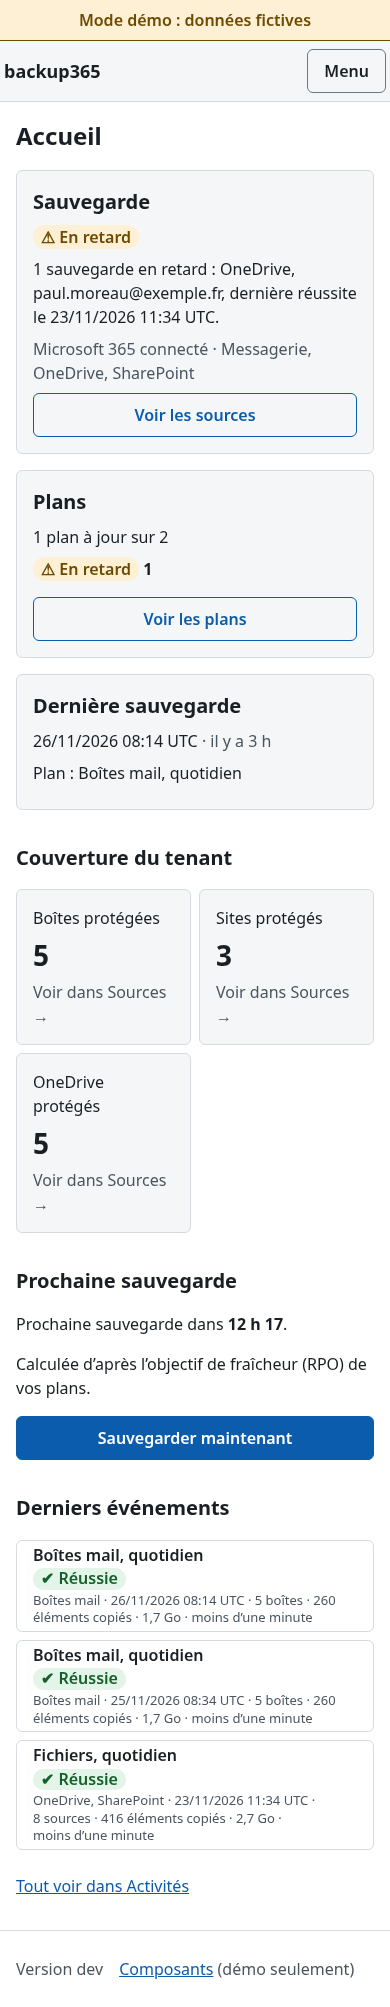 Mode démo : données fictives
backup365
Menu
Accueil
Sauvegarde
⚠ En retard
1 sauvegarde en retard : OneDrive,
paul.moreau@exemple.fr, dernière réussite
le 23/11/2026 11:34 UTC.
Microsoft 365 connecté · Messagerie,
OneDrive, SharePoint
Voir les sources
Plans
1 plan à jour sur 2
⚠ En retard 1
Voir les plans
Dernière sauvegarde
26/11/2026 08:14 UTC · il y a 3 h
Plan : Boîtes mail, quotidien
Couverture du tenant
Boîtes protégées
5
Voir dans Sources
→
Sites protégés
3
Voir dans Sources
→
OneDrive
protégés
5
Voir dans Sources
→
Prochaine sauvegarde
Prochaine sauvegarde dans 12 h 17.
Calculée d’après l’objectif de fraîcheur (RPO) de
vos plans.
Sauvegarder maintenant
Derniers événements
Boîtes mail, quotidien
✔ Réussie
Boîtes mail · 26/11/2026 08:14 UTC · 5 boîtes · 260
éléments copiés · 1,7 Go · moins d’une minute
Boîtes mail, quotidien
✔ Réussie
Boîtes mail · 25/11/2026 08:34 UTC · 5 boîtes · 260
éléments copiés · 1,7 Go · moins d’une minute
Fichiers, quotidien
✔ Réussie
OneDrive, SharePoint · 23/11/2026 11:34 UTC ·
8 sources · 416 éléments copiés · 2,7 Go ·
moins d’une minute
Tout voir dans Activités
Version dev Composants (démo seulement)